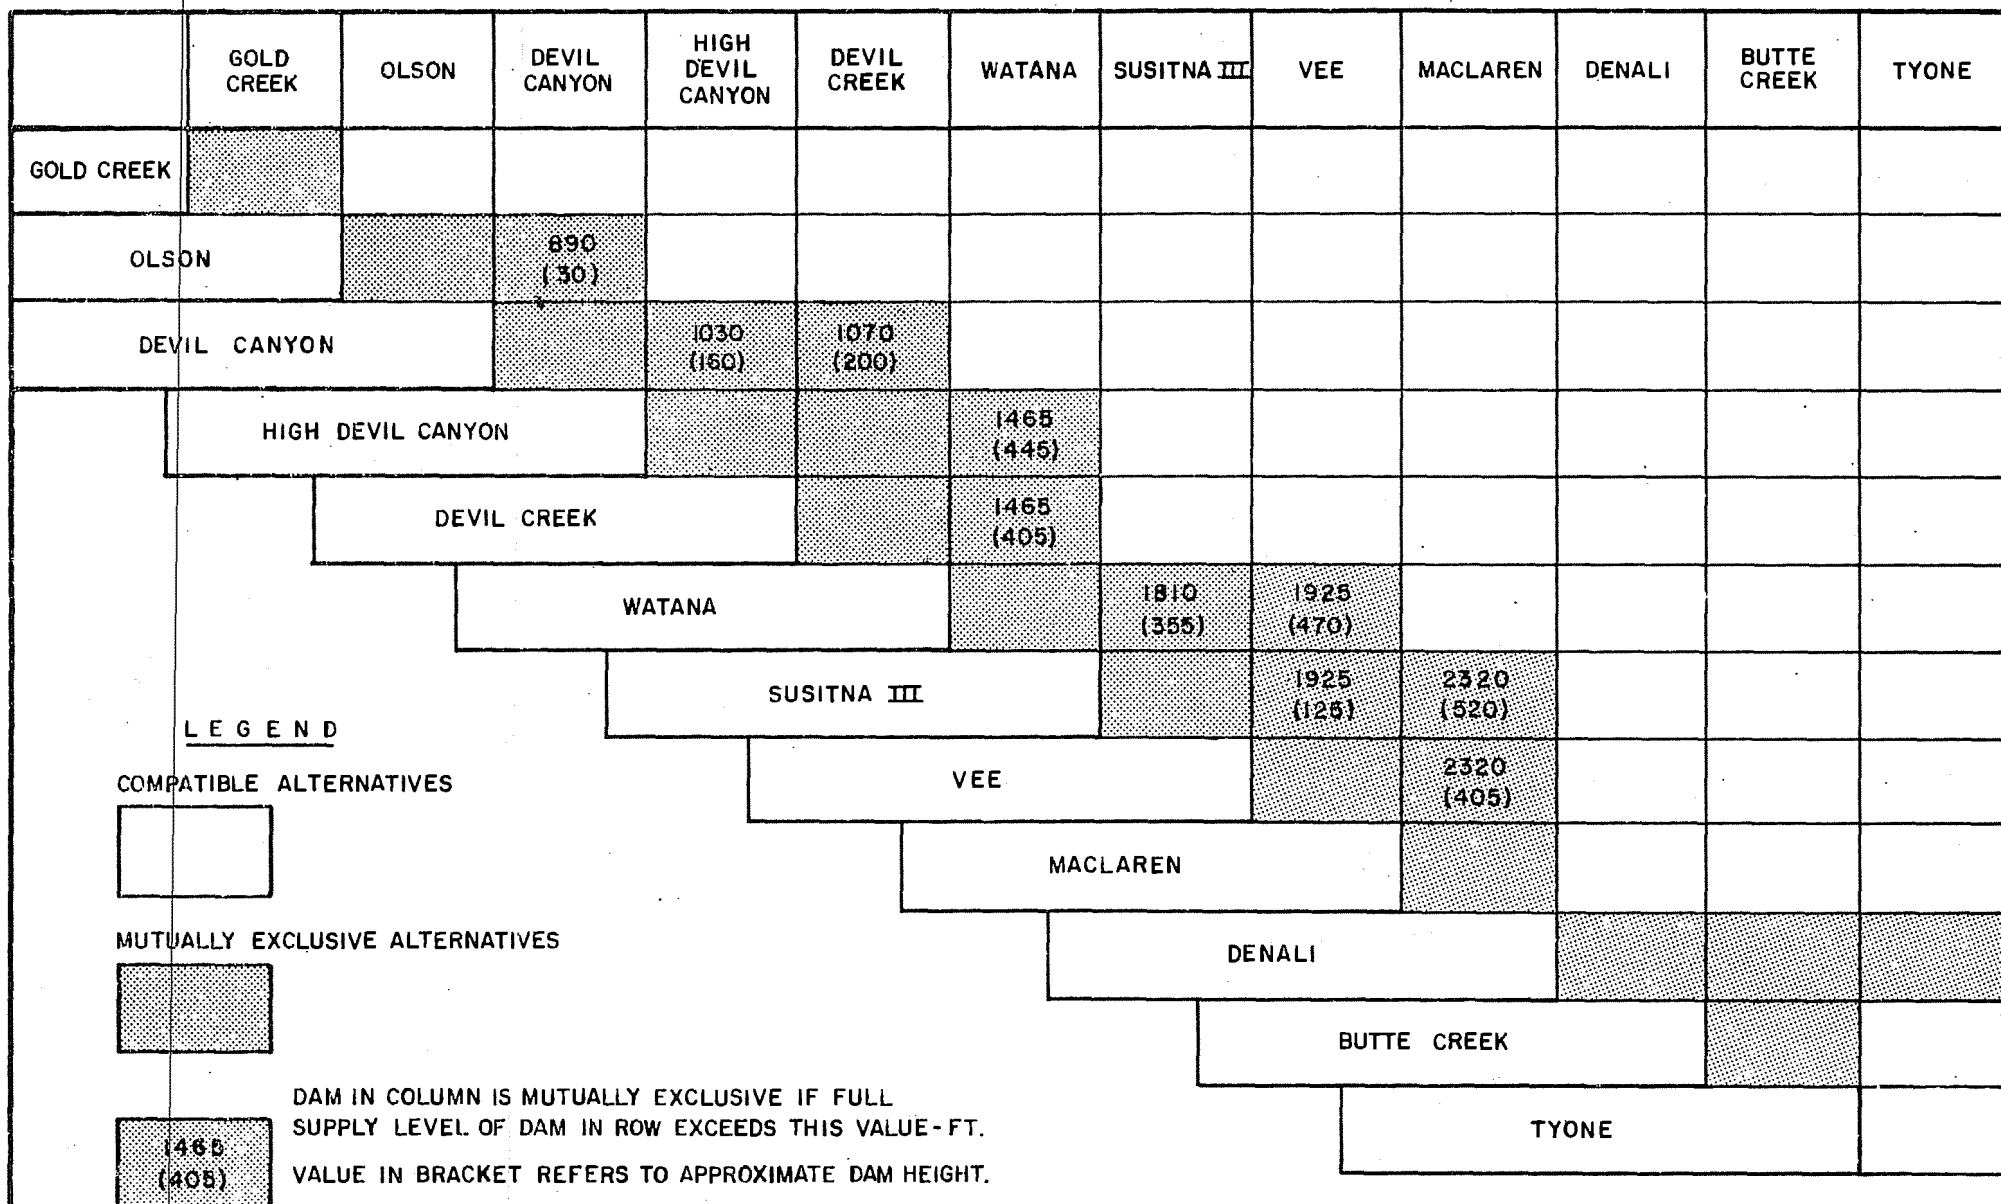 GOLD CREEK
OLSON
DEVIL CANYON
HIGH DEVIL CANYON
DEVIL CREEK
WATANA
SUSITNA III
VEE
MACLAREN
DENALI
BUTTE CREEK
TYONE
GOLD CREEK
OLSON
890
(30)
DEVIL CANYON
1030
(160)
1070
(200)
HIGH DEVIL CANYON
1465
(445)
DEVIL CREEK
1465
(405)
WATANA
1810
(355)
1925
(470)
SUSITNA III
1925
(125)
2320
(520)
VEE
2320
(405)
MACLAREN
DENALI
BUTTE CREEK
TYONE
LEGEND
COMPATIBLE ALTERNATIVES
MUTUALLY EXCLUSIVE ALTERNATIVES
1465
(405)
DAM IN COLUMN IS MUTUALLY EXCLUSIVE IF FULL
SUPPLY LEVEL OF DAM IN ROW EXCEEDS THIS VALUE-FT.
VALUE IN BRACKET REFERS TO APPROXIMATE DAM HEIGHT.